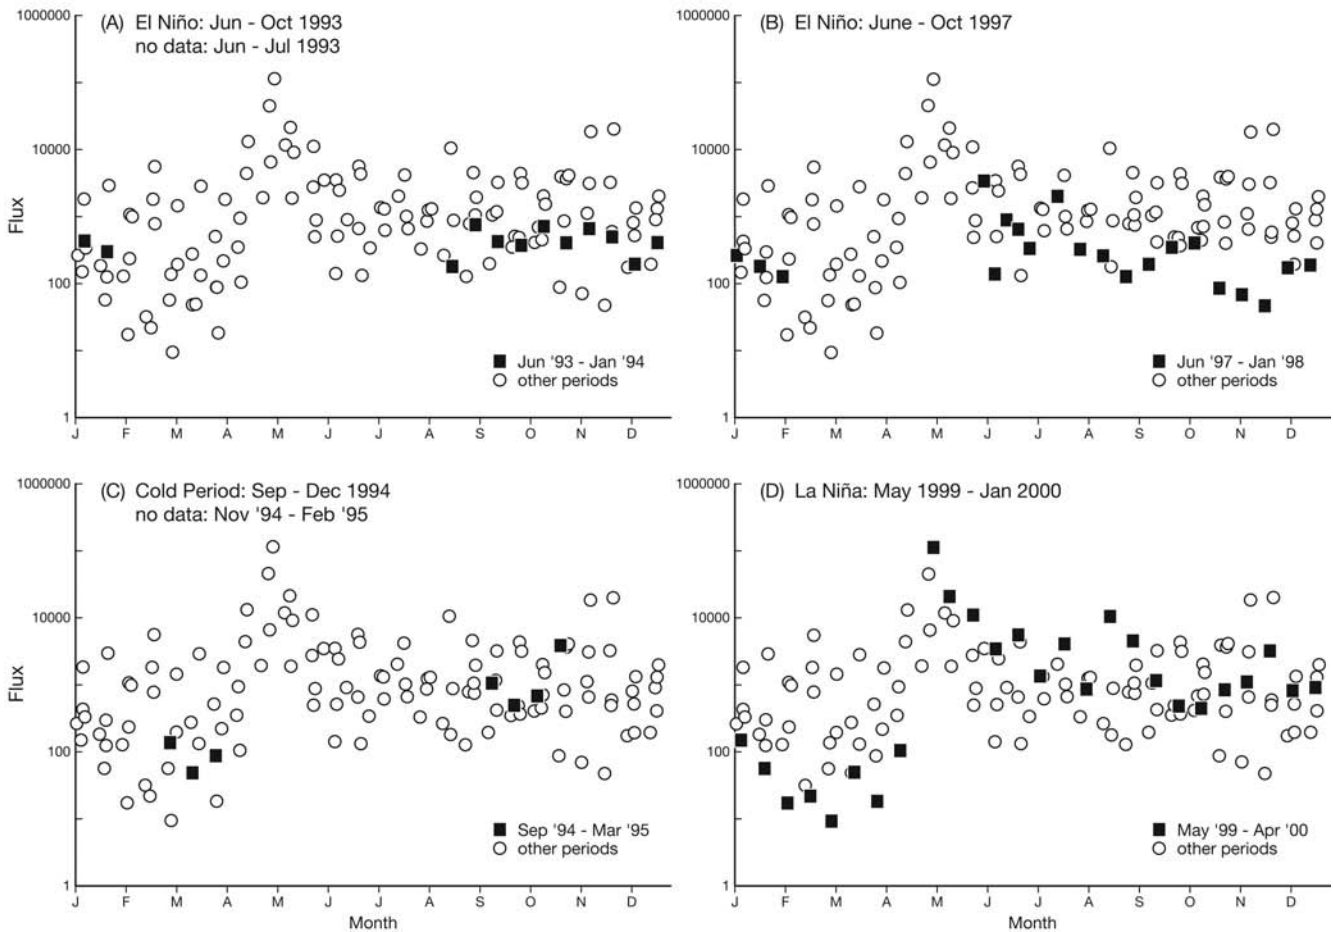 (A) El Niño: Jun - Oct 1993
no data: Jun - Jul 1993
1000000
10000
100
1
Flux
J F M A M J J A S O N D
Jun '93 - Jan '94
other periods
(B) El Niño: June - Oct 1997
1000000
10000
100
1
J F M A M J J A S O N D
Jun '97 - Jan '98
other periods
(C) Cold Period: Sep - Dec 1994
no data: Nov '94 - Feb '95
1000000
10000
100
1
Flux
J F M A M J J A S O N D
Month
Sep '94 - Mar '95
other periods
(D) La Niña: May 1999 - Jan 2000
1000000
10000
100
1
J F M A M J J A S O N D
Month
May '99 - Apr '00
other periods